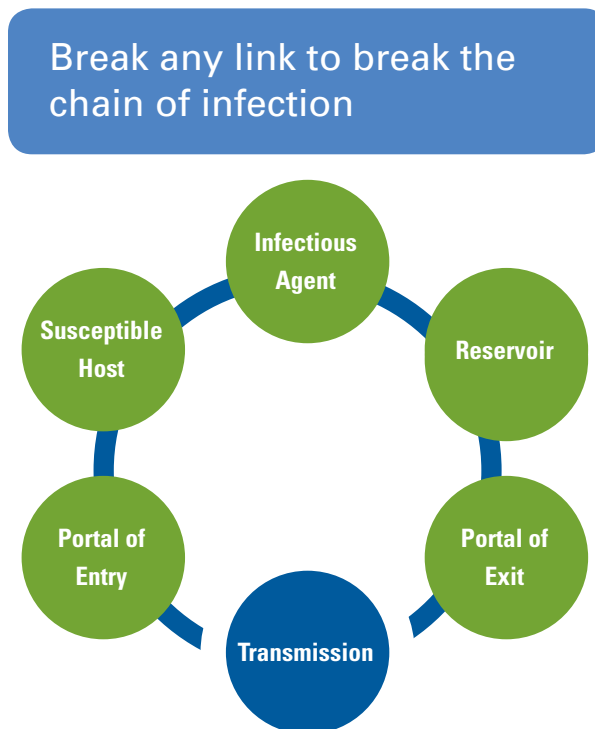 Break any link to break the
chain of infection
Infectious
Agent
Reservoir
Portal of
Exit
Transmission
Portal of
Entry
Susceptible
Host